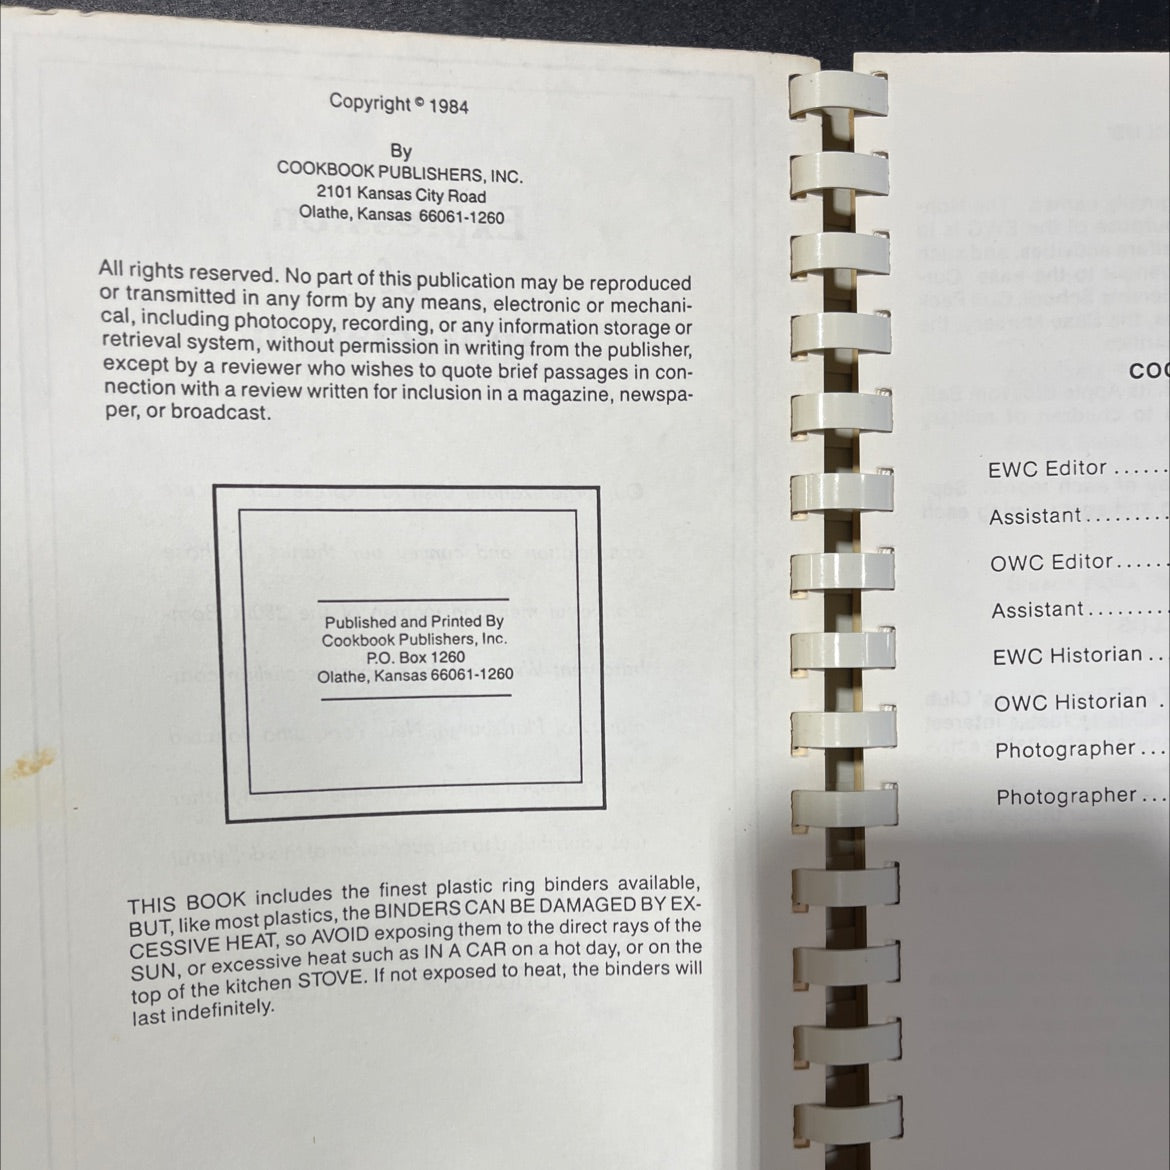 Copyright © 1984
By
COOKBOOK PUBLISHERS, INC.
2101 Kansas City Road
Olathe, Kansas 66061-1260
All rights reserved. No part of this publication may be reproduced
or transmitted in any form by any means, electronic or mechani-
cal, including photocopy, recording, or any information storage or
retrieval system, without permission in writing from the publisher,
except by a reviewer who wishes to quote brief passages in con-
nection with a review written for inclusion in a magazine, newspa-
per, or broadcast.
Published and Printed By
Cookbook Publishers, Inc.
P.O. Box 1260
Olathe, Kansas 66061-1260
THIS BOOK includes the finest plastic ring binders available,
BUT, like most plastics, the BINDERS CAN BE DAMAGED BY EX-
CESSIVE HEAT, so AVOID exposing them to the direct rays of the
SUN, or excessive heat such as IN A CAR on a hot day, or on the
top of the kitchen STOVE. If not exposed to heat, the binders will
last indefinitely.
EWC Editor ......
Assistant.........
OWC Editor......
Assistant.........
EWC Historian ..
OWC Historian .
Photographer...
Photographer...